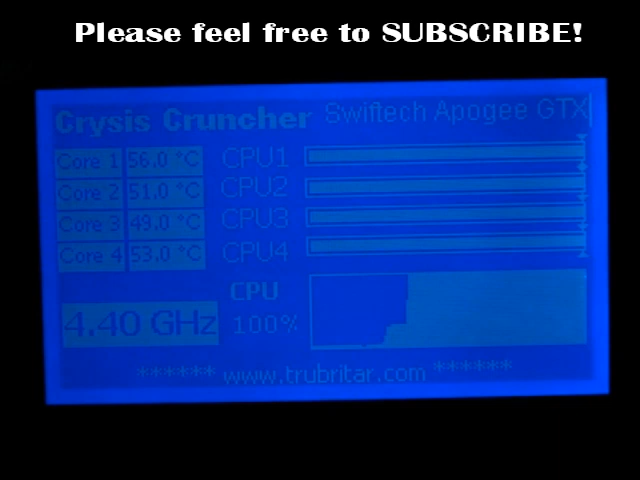 Please feel free to SUBSCRIBE!
Crysis Cruncher Swiftech Apogee GTX
Core 1 56.0 °C CPU1
Core 2 51.0 °C CPU2
Core 3 49.0 °C CPU3
Core 4 53.0 °C CPU4
CPU
4.40 GHz 100%
****** www.trubritar.com ******